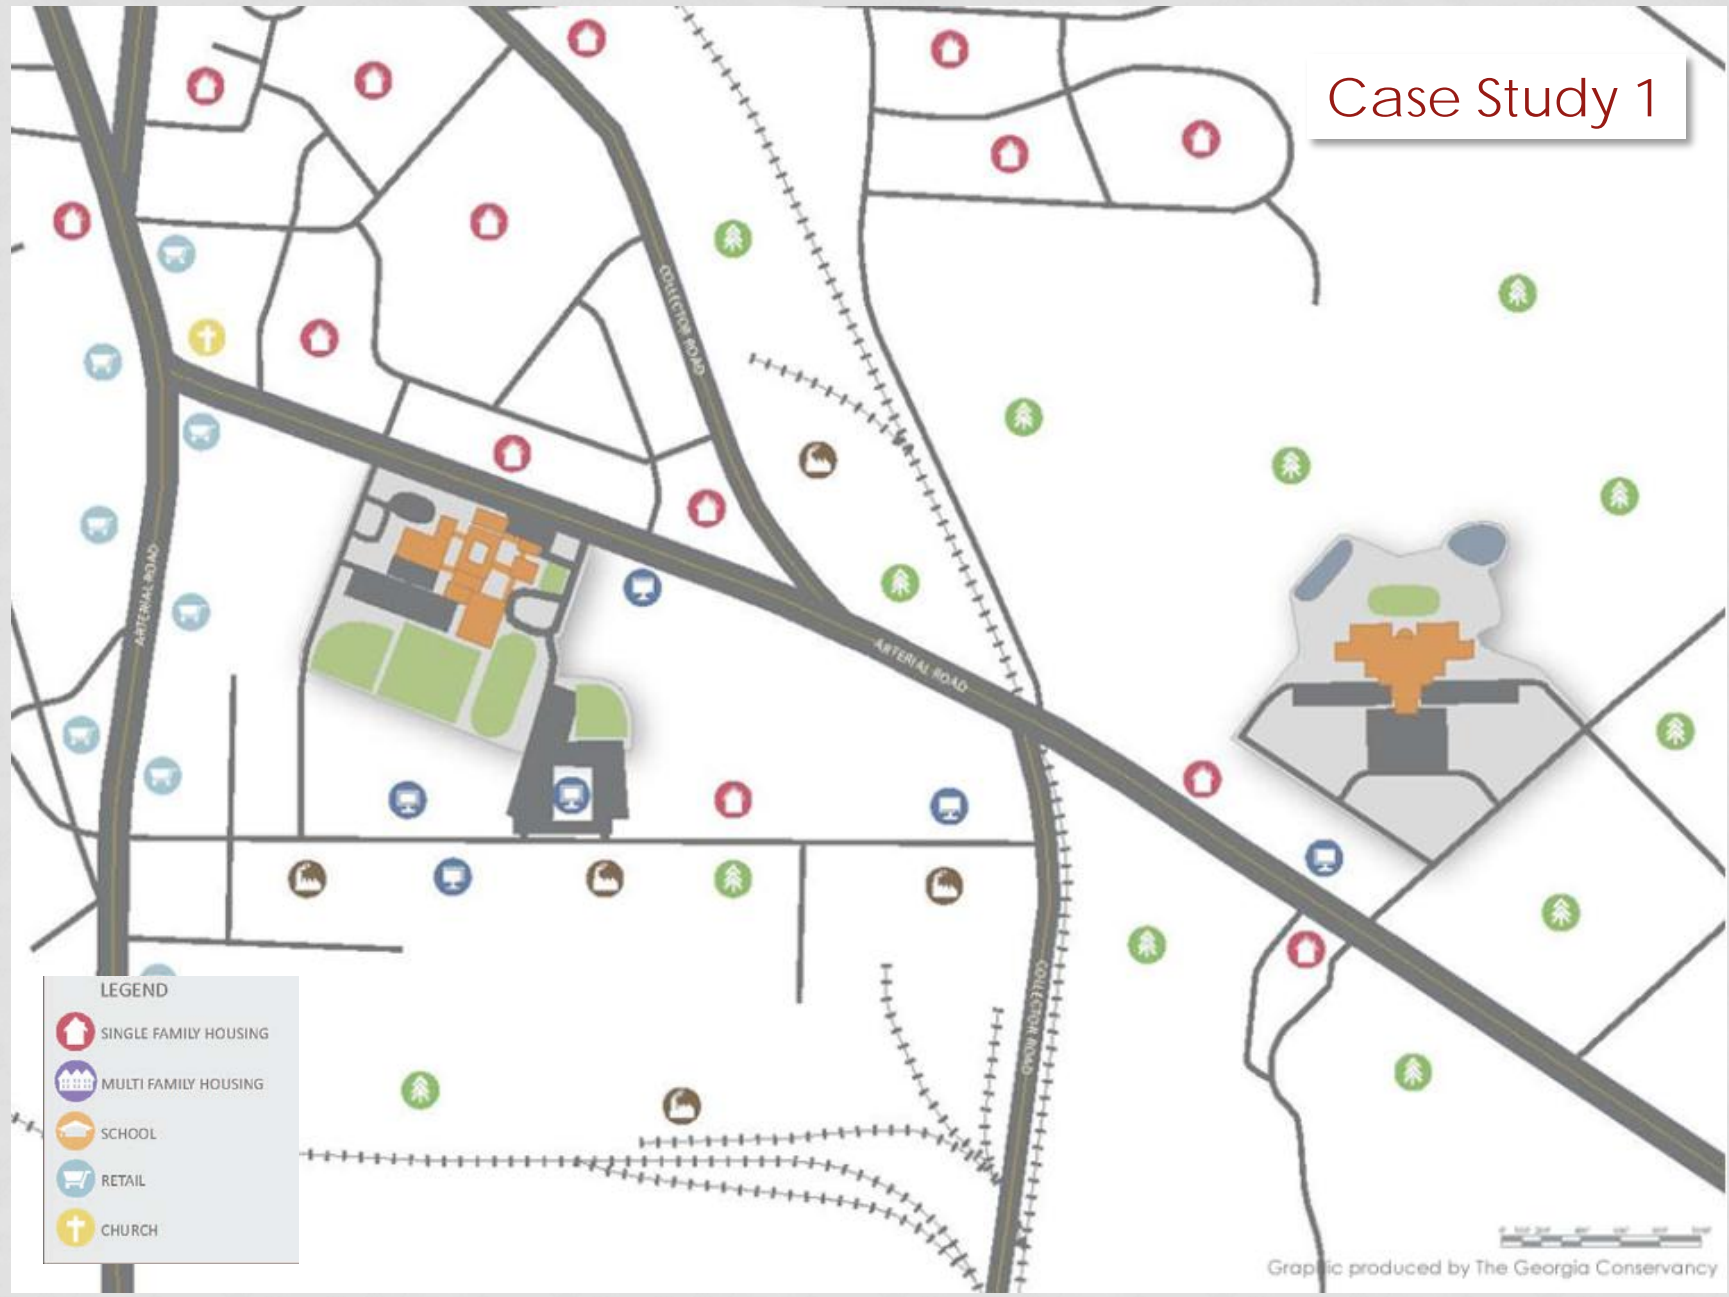 Case Study 1
COLLECTOR ROAD
ARTERIAL ROAD
ARTERIAL ROAD
COLLECTOR ROAD
LEGEND
SINGLE FAMILY HOUSING
MULTI FAMILY HOUSING
SCHOOL
RETAIL
CHURCH
Graphic produced by The Georgia Conservancy